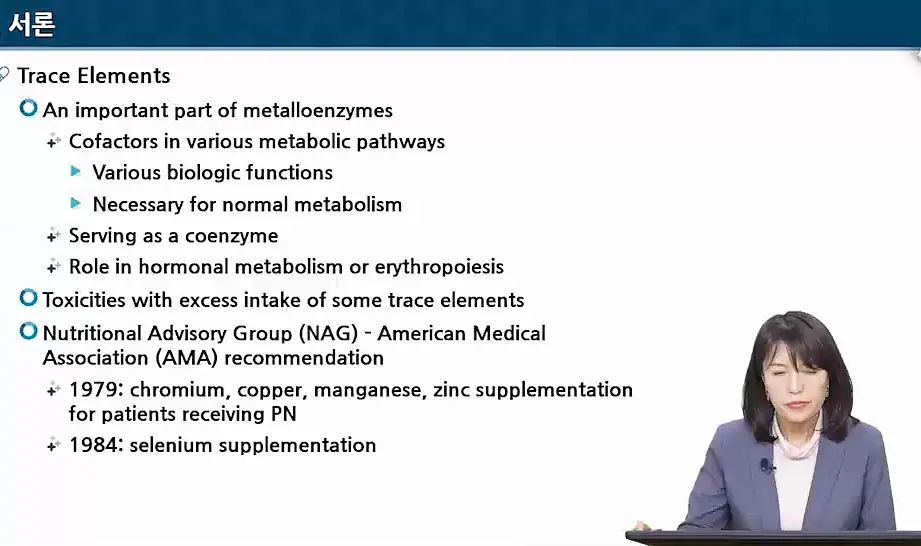 서론
Trace Elements
An important part of metalloenzymes
Cofactors in various metabolic pathways
Various biologic functions
Necessary for normal metabolism
Serving as a coenzyme
Role in hormonal metabolism or erythropoiesis
Toxicities with excess intake of some trace elements
Nutritional Advisory Group (NAG) - American Medical
Association (AMA) recommendation
1979: chromium, copper, manganese, zinc supplementation
for patients receiving PN
1984: selenium supplementation